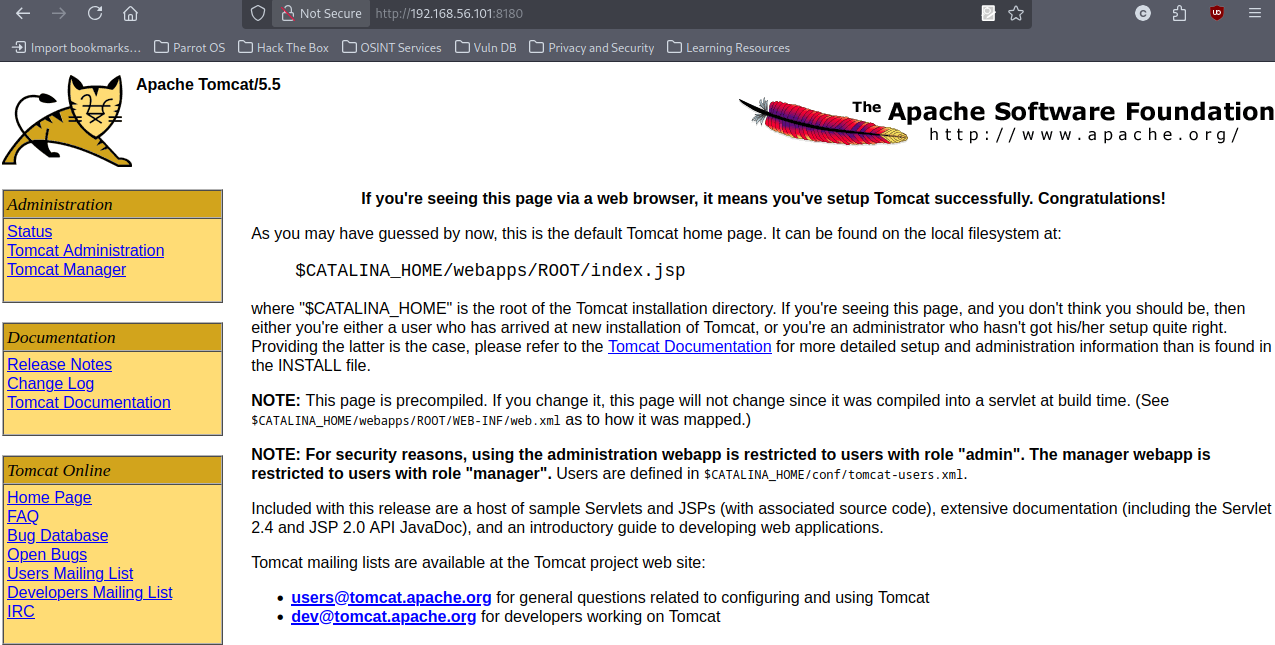 Not Secure http://192.168.56.101:8180
C
UD
Import bookmarks... Parrot OS Hack The Box OSINT Services Vuln DB Privacy and Security Learning Resources
Apache Tomcat/5.5
The Apache Software Foundation
http://www.apache.org/
Administration
Status
Tomcat Administration
Tomcat Manager
Documentation
Release Notes
Change Log
Tomcat Documentation
Tomcat Online
Home Page
FAQ
Bug Database
Open Bugs
Users Mailing List
Developers Mailing List
IRC
If you're seeing this page via a web browser, it means you've setup Tomcat successfully. Congratulations!
As you may have guessed by now, this is the default Tomcat home page. It can be found on the local filesystem at:
$CATALINA_HOME/webapps/ROOT/index.jsp
where "$CATALINA_HOME" is the root of the Tomcat installation directory. If you're seeing this page, and you don't think you should be, then
either you're either a user who has arrived at new installation of Tomcat, or you're an administrator who hasn't got his/her setup quite right.
Providing the latter is the case, please refer to the Tomcat Documentation for more detailed setup and administration information than is found in
the INSTALL file.
NOTE: This page is precompiled. If you change it, this page will not change since it was compiled into a servlet at build time. (See
$CATALINA_HOME/webapps/ROOT/WEB-INF/web.xml as to how it was mapped.)
NOTE: For security reasons, using the administration webapp is restricted to users with role "admin". The manager webapp is
restricted to users with role "manager". Users are defined in $CATALINA_HOME/conf/tomcat-users.xml.
Included with this release are a host of sample Servlets and JSPs (with associated source code), extensive documentation (including the Servlet
2.4 and JSP 2.0 API JavaDoc), and an introductory guide to developing web applications.
Tomcat mailing lists are available at the Tomcat project web site:
• users@tomcat.apache.org for general questions related to configuring and using Tomcat
• dev@tomcat.apache.org for developers working on Tomcat